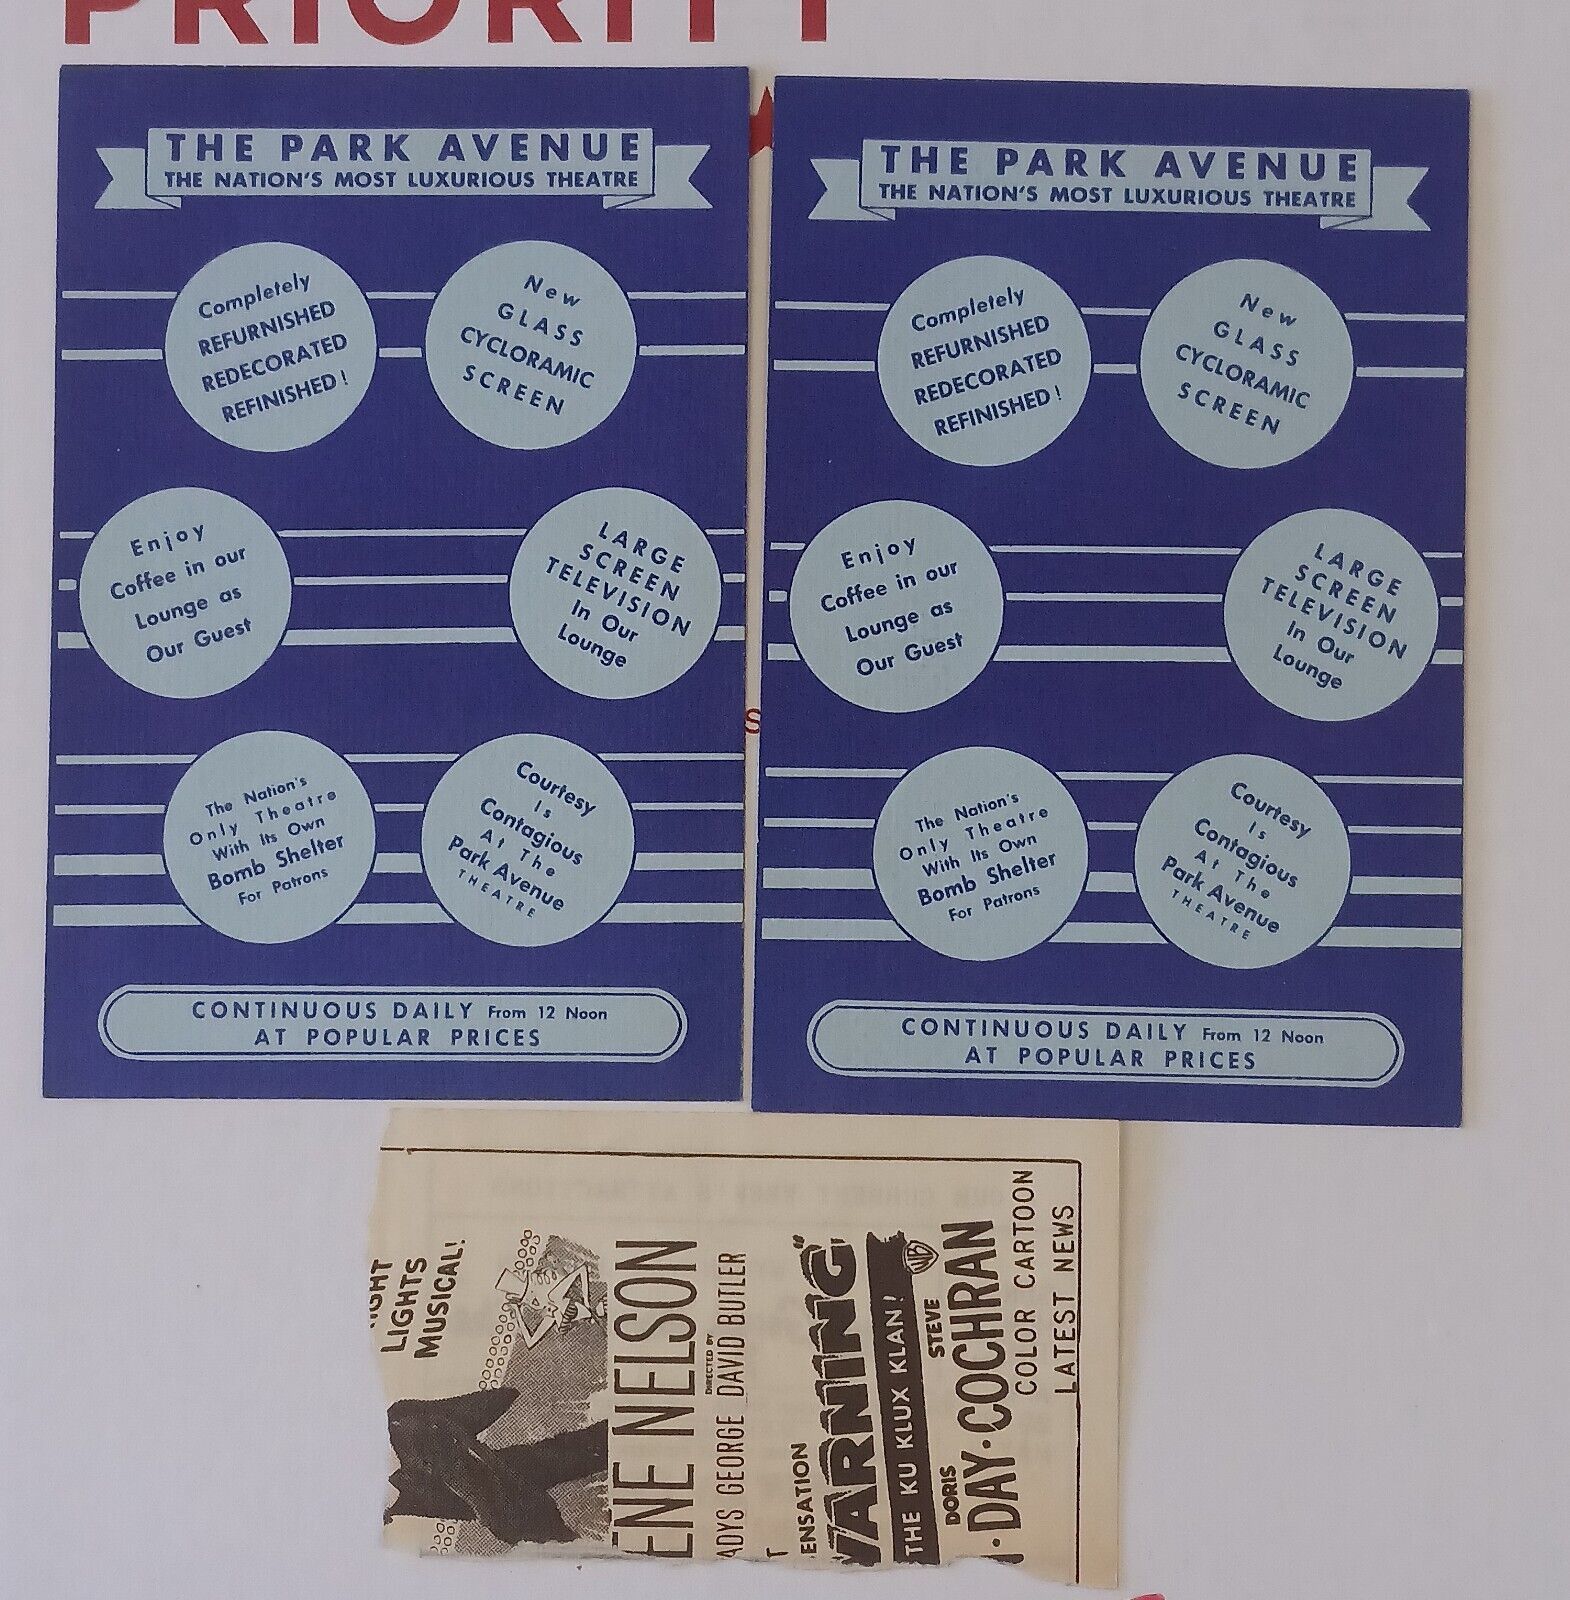 PRIORITY
THE PARK AVENUE
THE NATION'S MOST LUXURIOUS THEATRE
Completely
REFURNISHED
REDECORATED
REFINISHED!
New
GLASS
CYCLORAMIC
SCREEN
Enjoy
Coffee in our
Lounge as
Our Guest
LARGE
SCREEN
TELEVISION
In Our
Lounge
The Nation's
Only Theatre
With Its Own
Bomb Shelter
For Patrons
Courtesy
Is
Contagious
At The
Park Avenue
THEATRE
CONTINUOUS DAILY From 12 Noon
AT POPULAR PRICES
THE PARK AVENUE
THE NATION'S MOST LUXURIOUS THEATRE
Completely
REFURNISHED
REDECORATED
REFINISHED!
New
GLASS
CYCLORAMIC
SCREEN
Enjoy
Coffee in our
Lounge as
Our Guest
LARGE
SCREEN
TELEVISION
In Our
Lounge
The Nation's
Only Theatre
With Its Own
Bomb Shelter
For Patrons
Courtesy
Is
Contagious
At The
Park Avenue
THEATRE
CONTINUOUS DAILY From 12 Noon
AT POPULAR PRICES
S
IGHT
LIGHTS
MUSICAL!
ENE NELSON
DIRECTED BY
ADYS GEORGE DAVID BUTLER
ENSATION
WARNING"
THE KU KLUX KLAN!
WB
DORIS STEVE
DAY·COCHRAN
COLOR CARTOON
LATEST NEWS